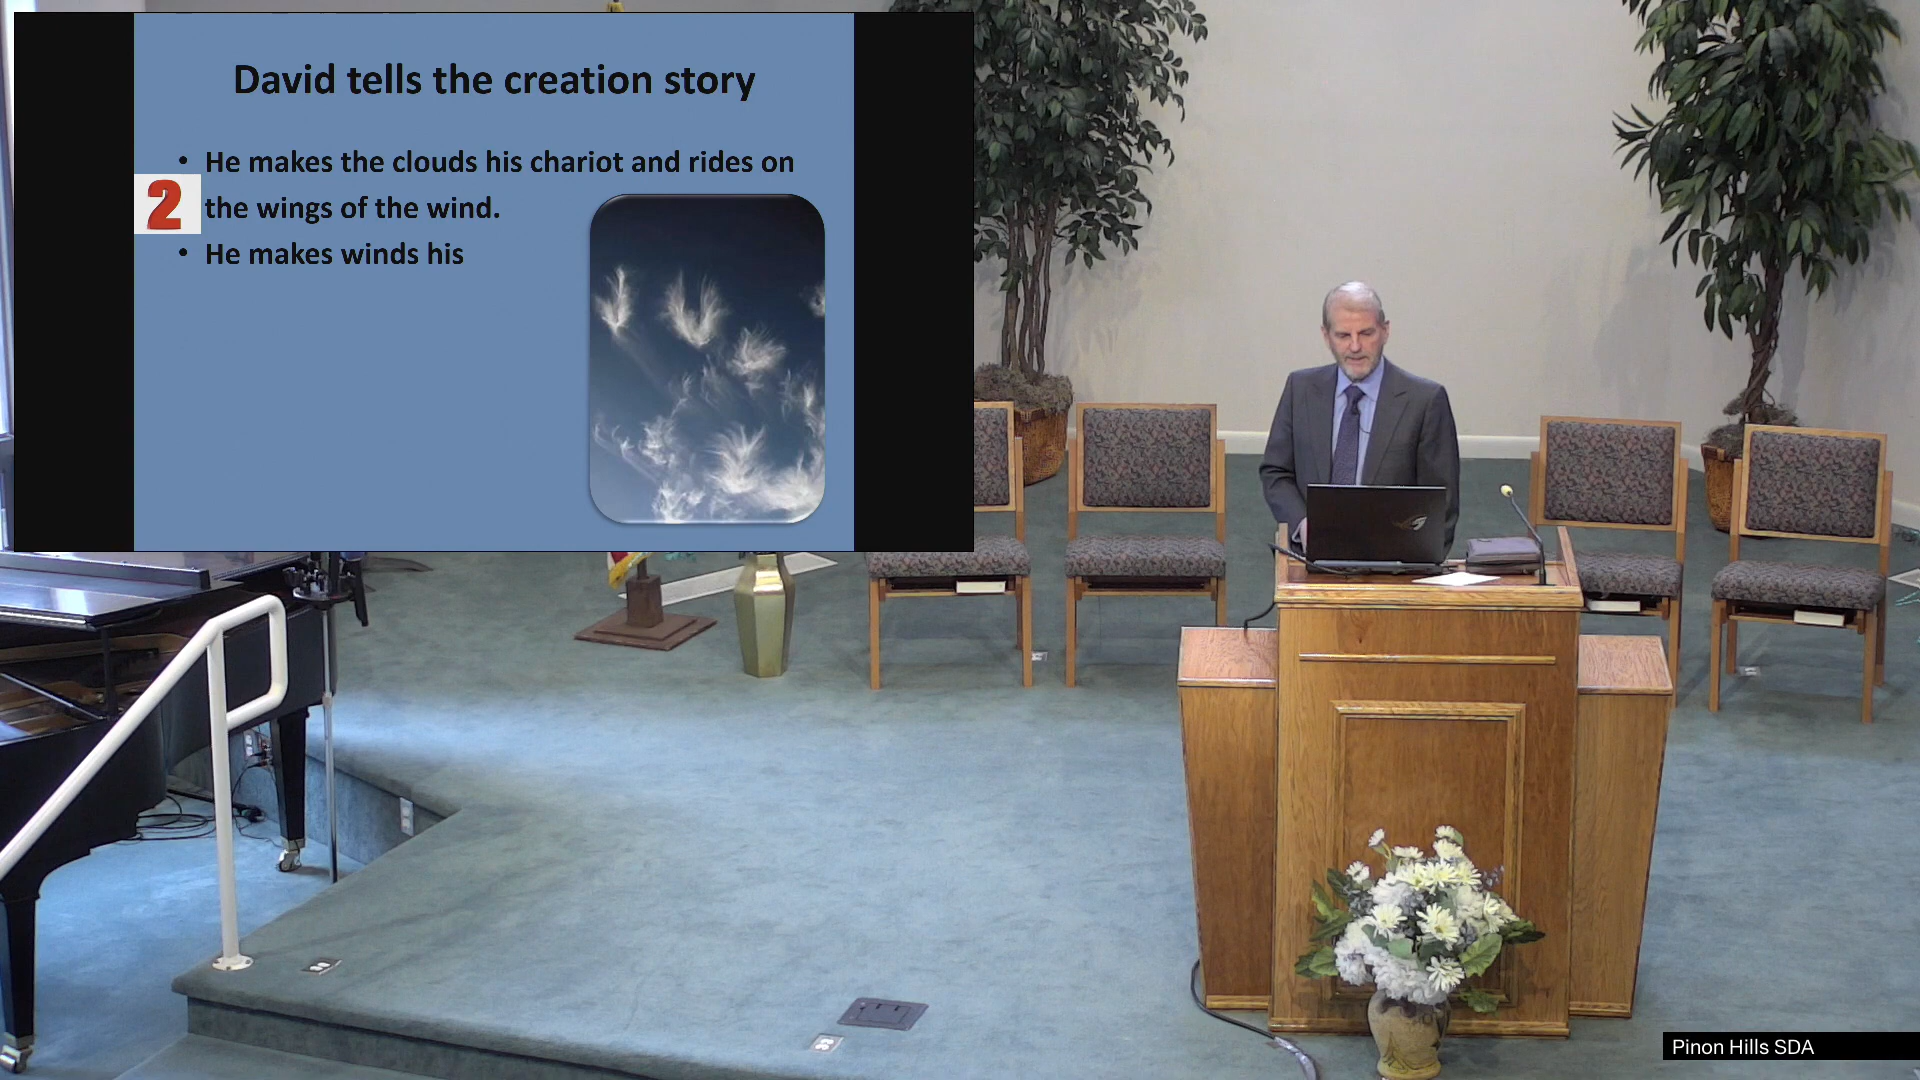 David tells the creation story
• He makes the clouds his chariot and rides on
2
the wings of the wind.
• He makes winds his
Pinon Hills SDA